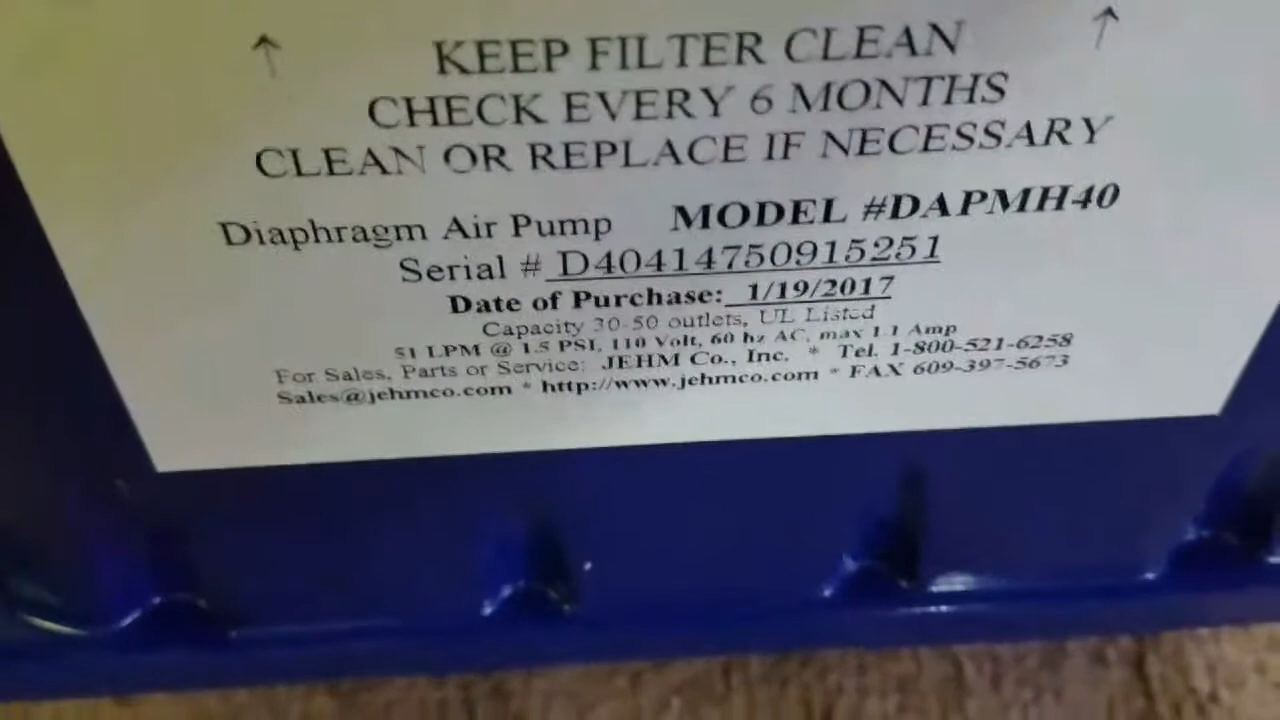 KEEP FILTER CLEAN
CHECK EVERY 6 MONTHS
CLEAN OR REPLACE IF NECESSARY
Diaphragm Air Pump MODEL #DAPMH40
Serial # D40414750915251
Date of Purchase: 1/19/2017
Capacity 30-50 outlets, UL Listed
51 LPM @ 1.5 PSI, 110 Volt, 60 hz AC, max 1.1 Amp
For Sales, Parts or Service: JEHM Co., Inc. * Tel. 1-800-521-6258
Sales@jehmco.com * http://www.jehmco.com * FAX 609-397-5673